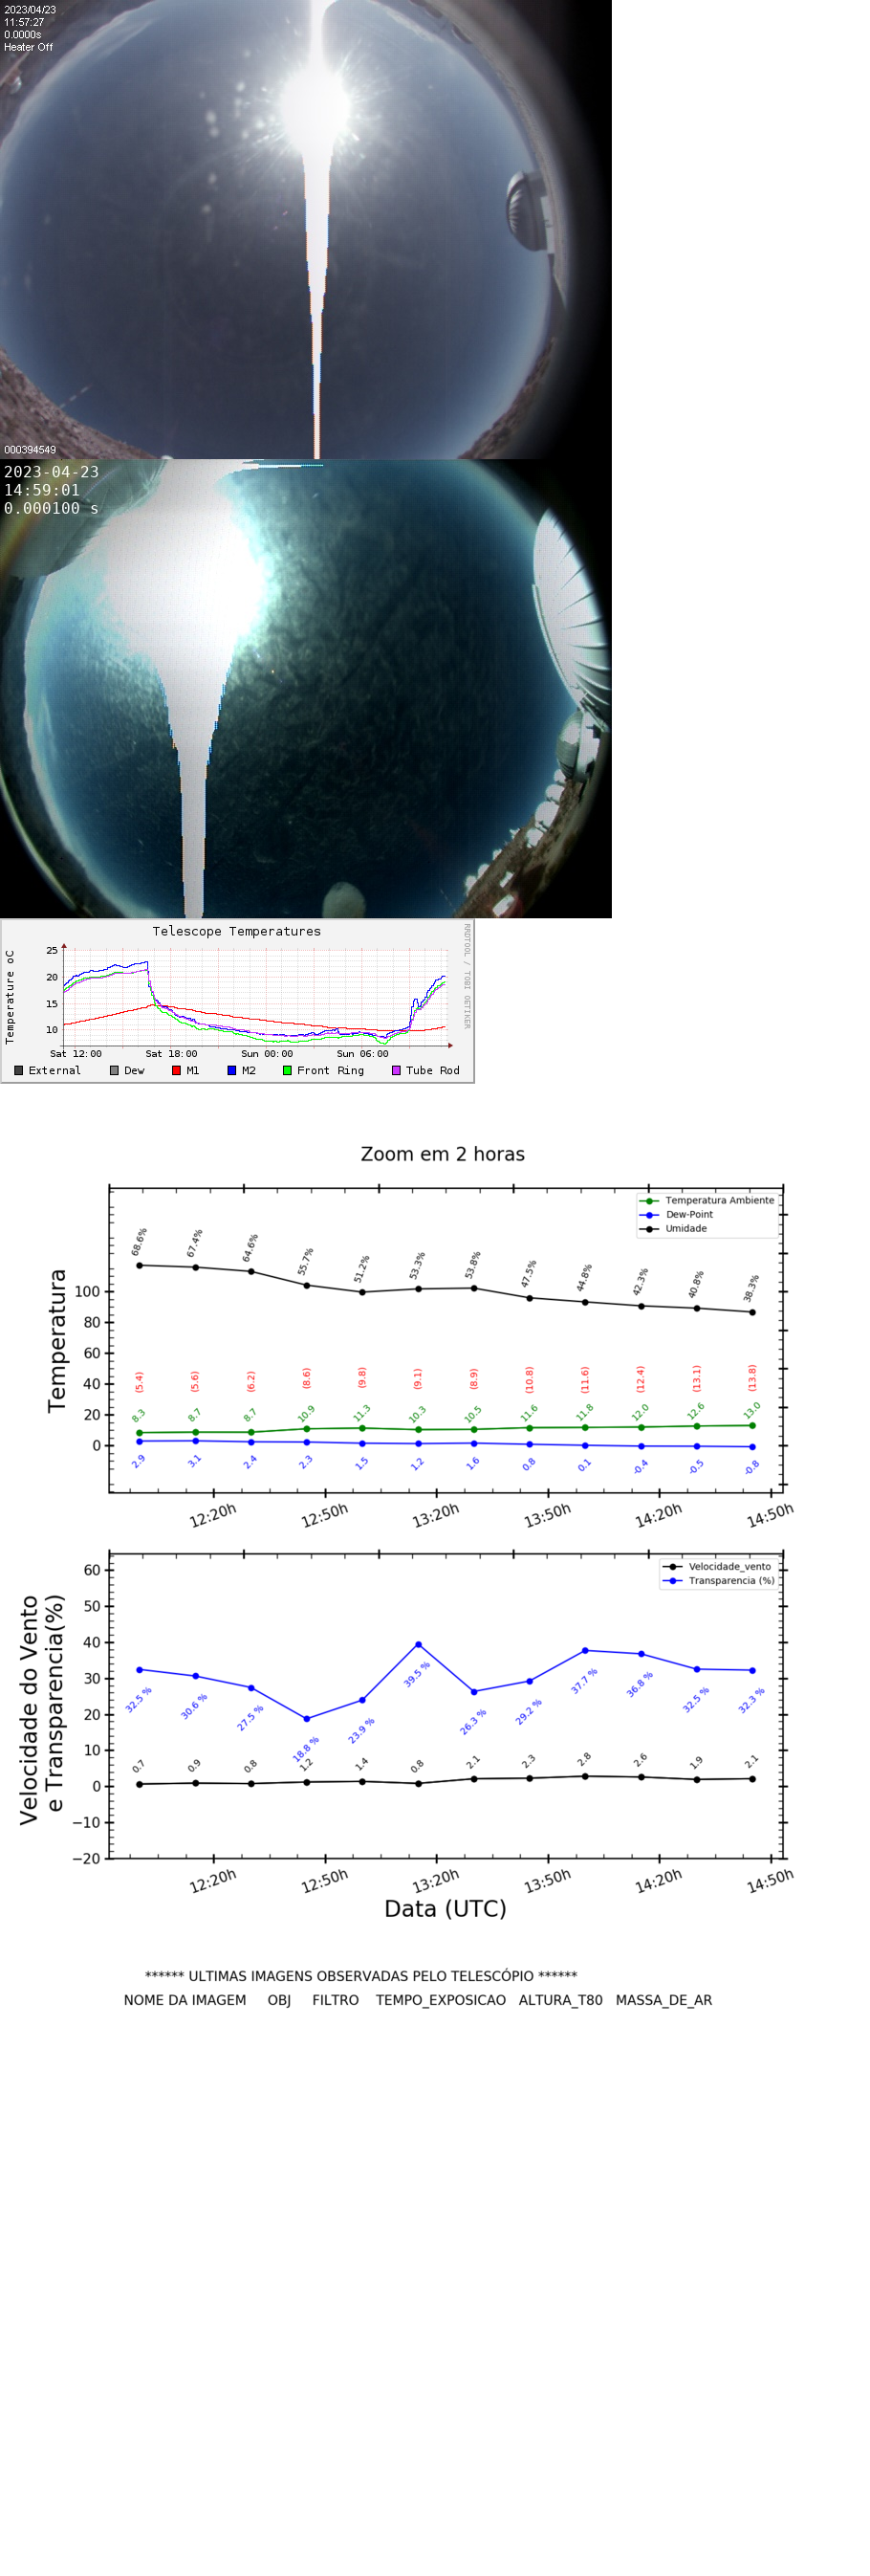 2023/04/23
11:57:27
0.0000s
Heater Off
000394549
2023-04-23
14:59:01
0.000100 s
Telescope Temperatures
RRDTOOL / TOBI OETIKER
Temperature oC
25
20
15
10
Sat 12:00 Sat 18:00 Sun 00:00 Sun 06:00
External Dew M1 M2 Front Ring Tube Rod
Zoom em 2 horas
Temperatura Ambiente
Dew-Point
Umidade
Temperatura
100
80
60
40
20
0
68.6% 67.4% 64.6% 55.7% 51.2% 53.3% 53.8% 47.5% 44.8% 42.3% 40.8% 38.3%
(5.4) (5.6) (6.2) (8.6) (9.8) (9.1) (8.9) (10.8) (11.6) (12.4) (13.1) (13.8)
8.3 8.7 8.7 10.9 11.3 10.3 10.5 11.6 11.8 12.0 12.6 13.0
2.9 3.1 2.4 2.3 1.5 1.2 1.6 0.8 0.1 -0.4 -0.5 -0.8
12:20h 12:50h 13:20h 13:50h 14:20h 14:50h
Velocidade_vento
Transparencia (%)
Velocidade do Vento
e Transparencia(%)
60
50
40
30
20
10
0
−10
−20
32.5 % 30.6 % 27.5 % 18.8 % 23.9 % 39.5 % 26.3 % 29.2 % 37.7 % 36.8 % 32.5 % 32.3 %
0.7 0.9 0.8 1.2 1.4 0.8 2.1 2.3 2.8 2.6 1.9 2.1
12:20h 12:50h 13:20h 13:50h 14:20h 14:50h
Data (UTC)
****** ULTIMAS IMAGENS OBSERVADAS PELO TELESCÓPIO ******
NOME DA IMAGEM OBJ FILTRO TEMPO_EXPOSICAO ALTURA_T80 MASSA_DE_AR